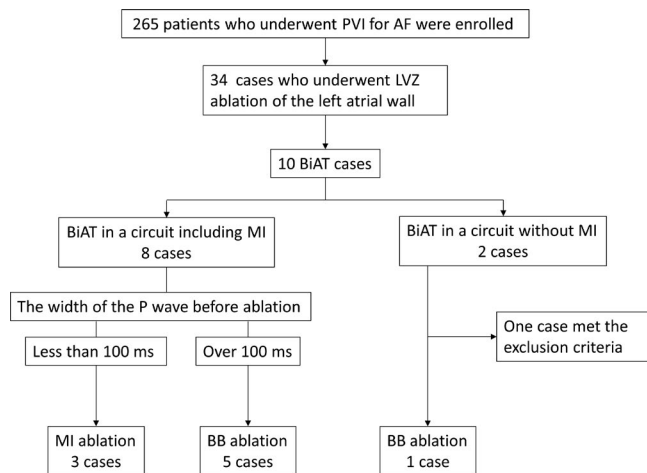 265 patients who underwent PVI for AF were enrolled
34 cases who underwent LVZ
ablation of the left atrial wall
10 BiAT cases
BiAT in a circuit including MI
8 cases
BiAT in a circuit without MI
2 cases
The width of the P wave before ablation
One case met the
exclusion criteria
Less than 100 ms
Over 100 ms
MI ablation
3 cases
BB ablation
5 cases
BB ablation
1 case